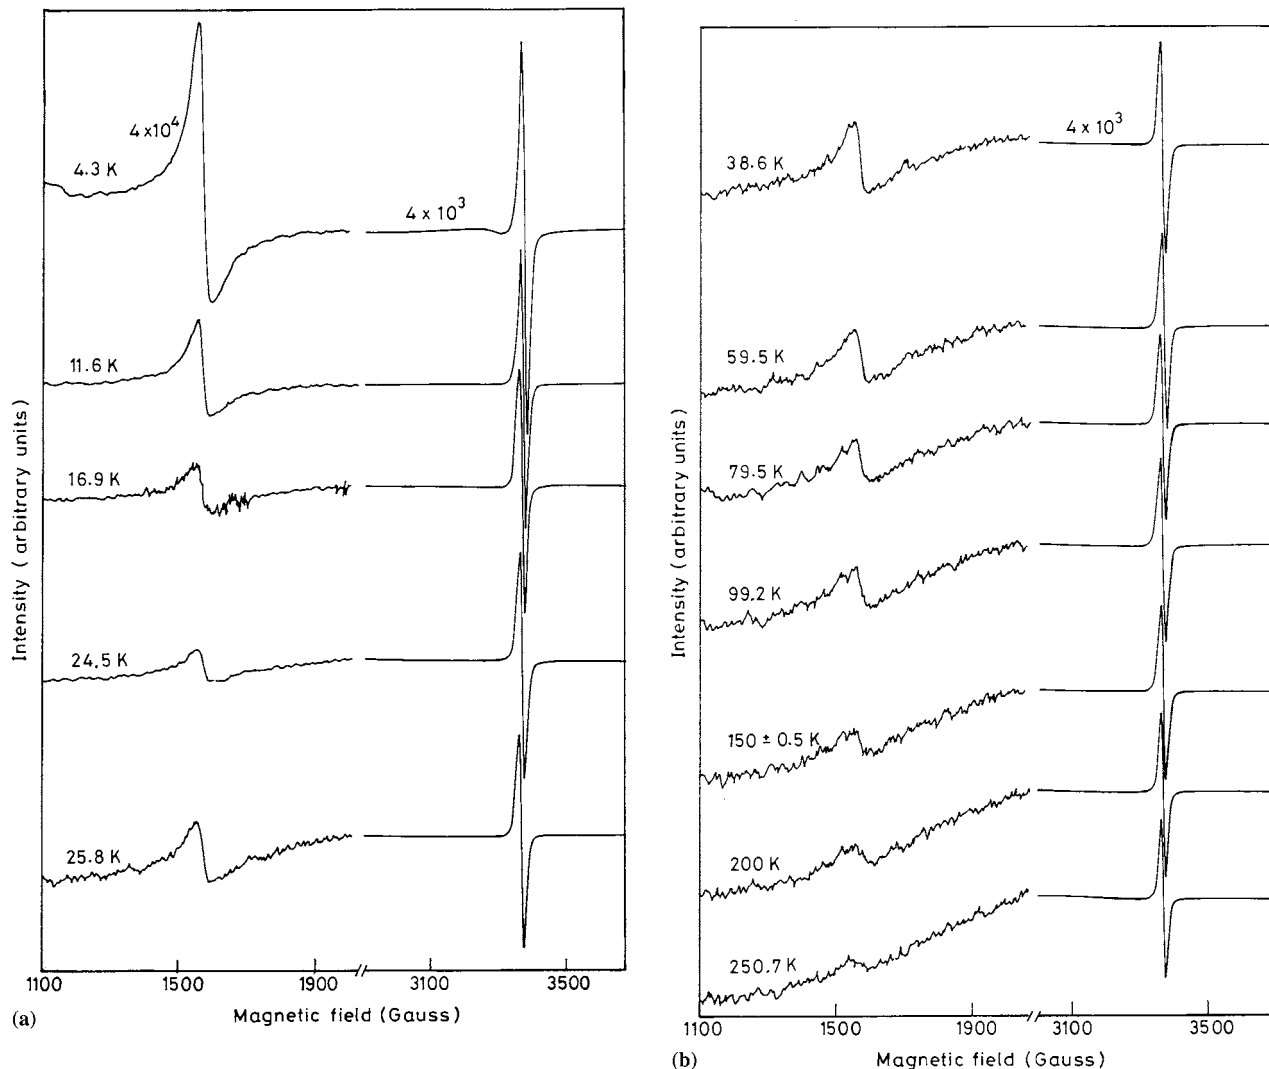 Intensity (arbitrary units)
4 × 10⁴
4.3 K
4 × 10³
11.6 K
16.9 K
24.5 K
25.8 K
1100 1500 1900 3100 3500
(a) Magnetic field (Gauss)
Intensity (arbitrary units)
38.6 K
4 × 10³
59.5 K
79.5 K
99.2 K
150 ± 0.5 K
200 K
250.7 K
1100 1500 1900 3100 3500
(b) Magnetic field (Gauss)